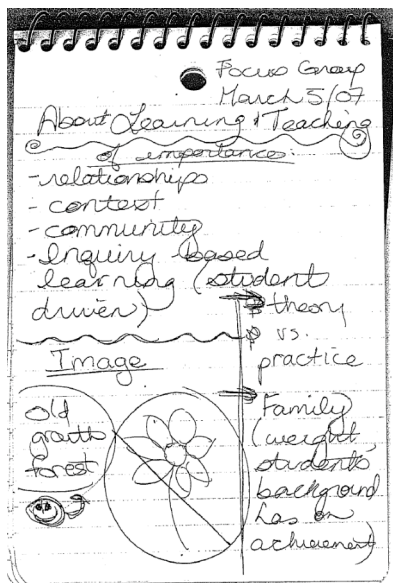 Focus Group
March 5/07
About Learning & Teaching
of importances:
- relationships
- context
- community
- Inquiry based
learning (student
driven)
theory
vs.
practice
Image
old
growth
forest
Family
(weight
students'
background
has on
achievement)